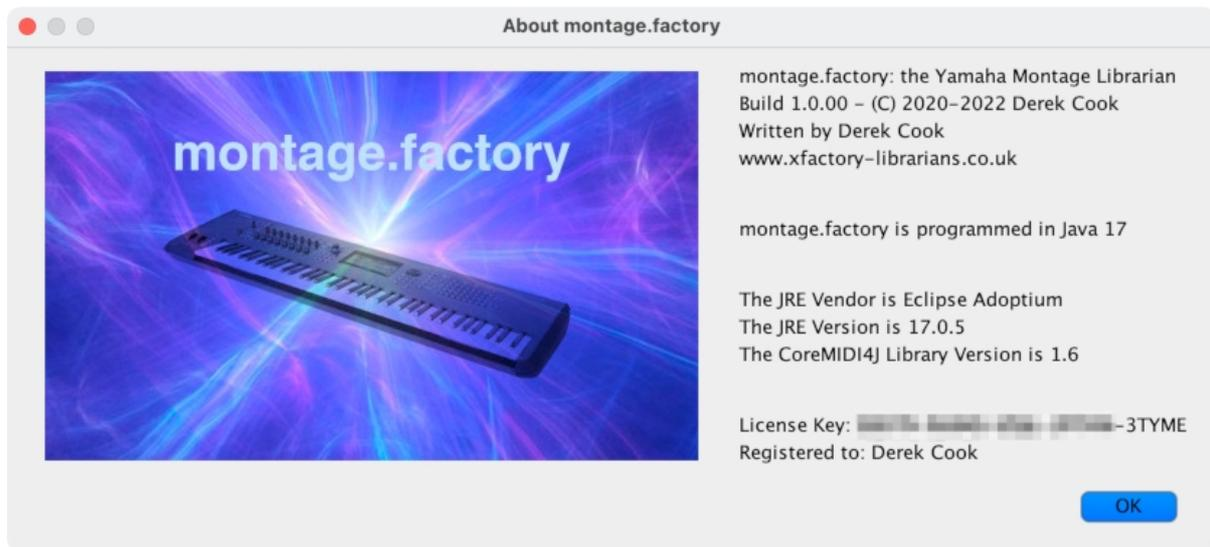 About montage.factory
montage.factory
montage.factory: the Yamaha Montage Librarian
Build 1.0.00 – (C) 2020–2022 Derek Cook
Written by Derek Cook
www.xfactory-librarians.co.uk
montage.factory is programmed in Java 17
The JRE Vendor is Eclipse Adoptium
The JRE Version is 17.0.5
The CoreMIDI4J Library Version is 1.6
License Key: -3TYME
Registered to: Derek Cook
OK